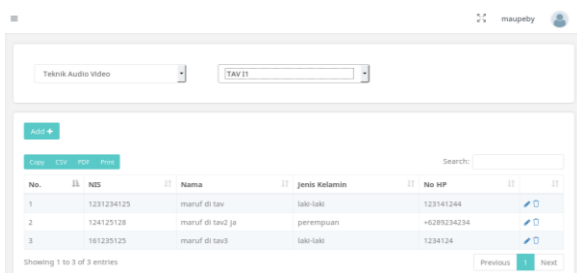 maupeby
Teknik Audio Video TAV I1
Add +
Copy CSV PDF Print Search:
No. NIS Nama Jenis Kelamin No HP
1 1231234125 maruf di tav laki-laki 123141244
2 124125128 maruf di tav2 ja perempuan +6289234234
3 161235125 maruf di tav3 laki-laki 1234124
Showing 1 to 3 of 3 entries Previous 1 Next